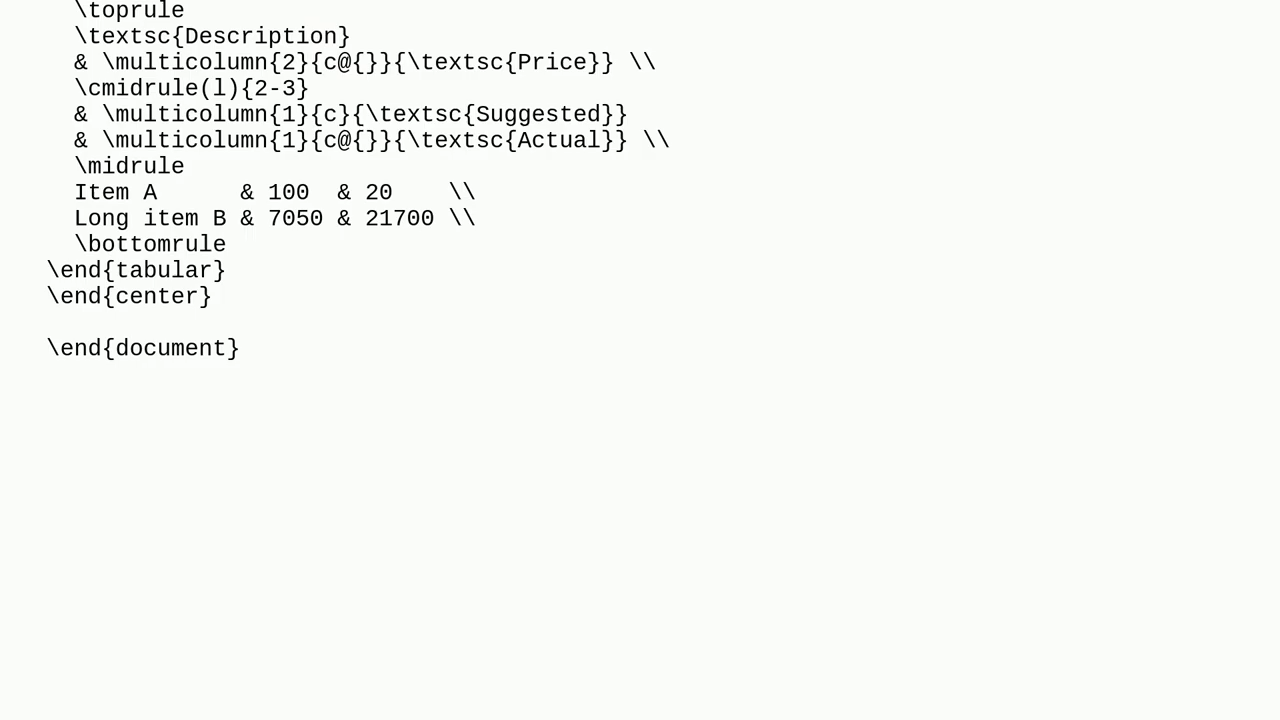 \toprule
\textsc{Description}
& \multicolumn{2}{c@{}}{\textsc{Price}} \\
\cmidrule(l){2-3}
& \multicolumn{1}{c}{\textsc{Suggested}}
& \multicolumn{1}{c@{}}{\textsc{Actual}} \\
\midrule
Item A      & 100  & 20    \\
Long item B & 7050 & 21700 \\
\bottomrule
\end{tabular}
\end{center}
\end{document}